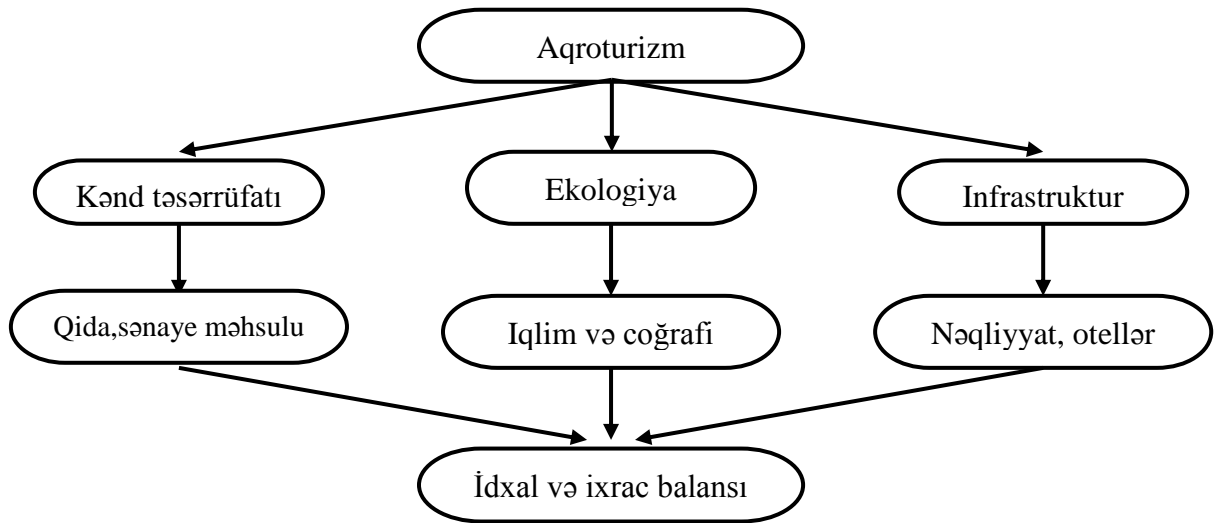 Aqroturizm
Kənd təsərrüfatı
Ekologiya
Infrastruktur
Qida,sənaye məhsulu
Iqlim və coğrafi
Nəqliyyat, otellər
İdxal və ixrac balansı